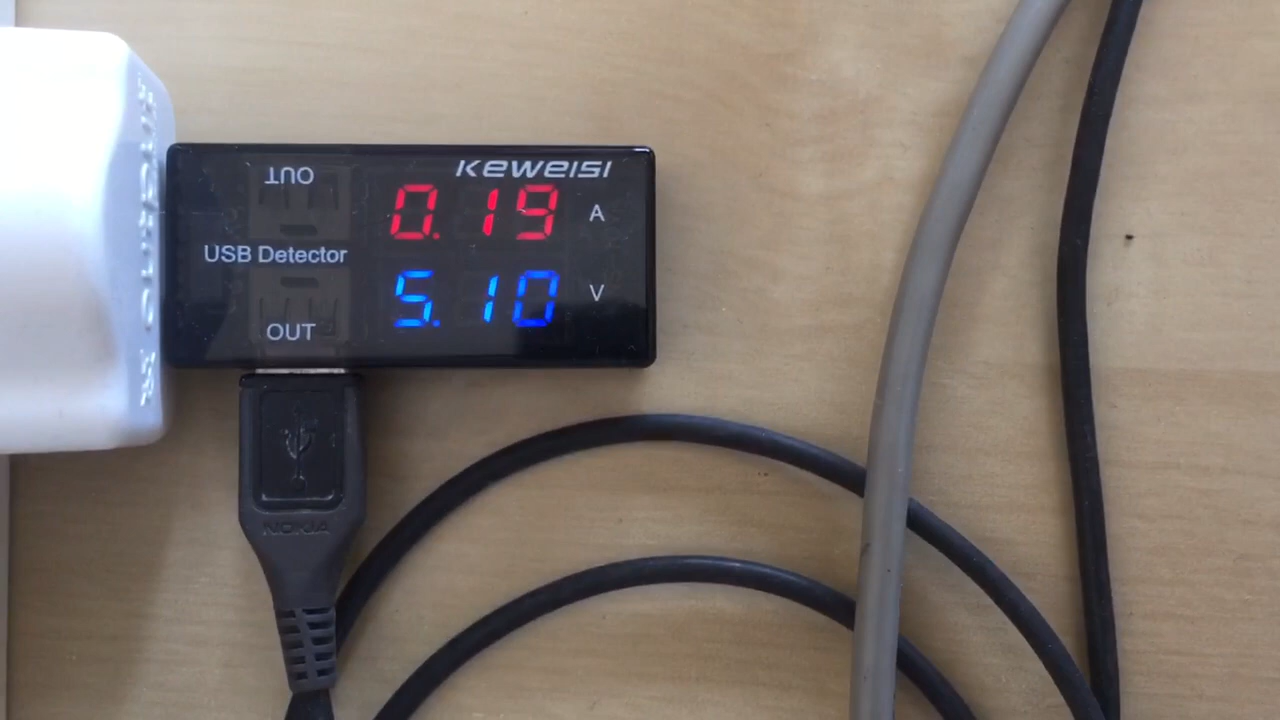 KEWEISI
OUT
0.19 A
USB Detector
5.10 V
OUT
NOKIA